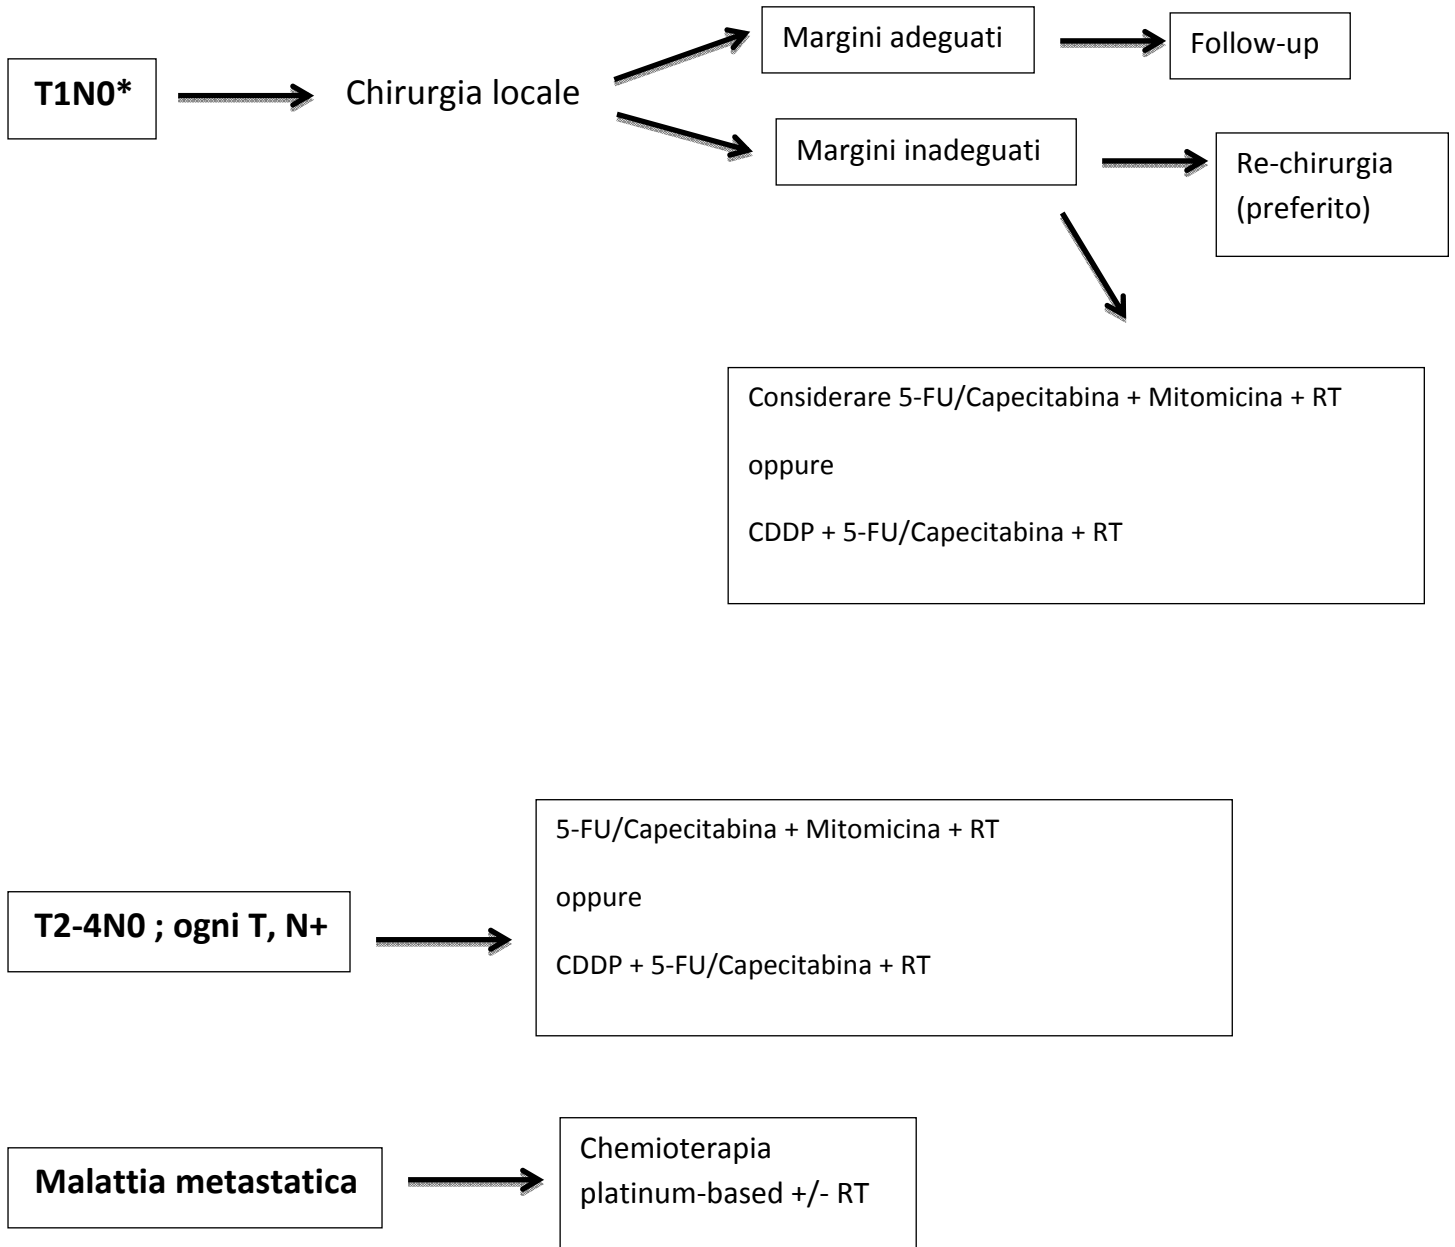 T1N0*
Chirurgia locale
Margini adeguati
Follow-up
Margini inadeguati
Re-chirurgia
(preferito)
Considerare 5-FU/Capecitabina + Mitomicina + RT
oppure
CDDP + 5-FU/Capecitabina + RT
T2-4N0 ; ogni T, N+
5-FU/Capecitabina + Mitomicina + RT
oppure
CDDP + 5-FU/Capecitabina + RT
Malattia metastatica
Chemioterapia
platinum-based +/- RT